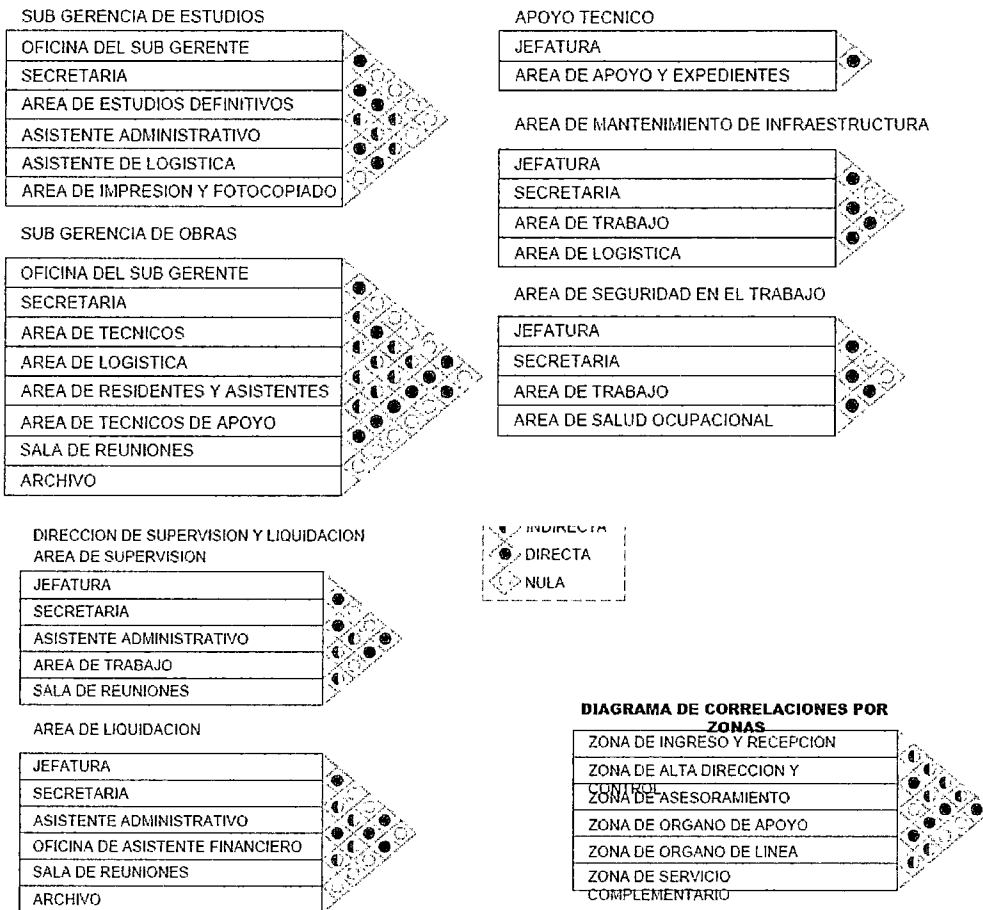 SUB GERENCIA DE ESTUDIOS
OFICINA DEL SUB GERENTE
SECRETARIA
AREA DE ESTUDIOS DEFINITIVOS
ASISTENTE ADMINISTRATIVO
ASISTENTE DE LOGISTICA
AREA DE IMPRESION Y FOTOCOPIADO
SUB GERENCIA DE OBRAS
OFICINA DEL SUB GERENTE
SECRETARIA
AREA DE TECNICOS
AREA DE LOGISTICA
AREA DE RESIDENTES Y ASISTENTES
AREA DE TECNICOS DE APOYO
SALA DE REUNIONES
ARCHIVO
APOYO TECNICO
JEFATURA
AREA DE APOYO Y EXPEDIENTES
AREA DE MANTENIMIENTO DE INFRAESTRUCTURA
JEFATURA
SECRETARIA
AREA DE TRABAJO
AREA DE LOGISTICA
AREA DE SEGURIDAD EN EL TRABAJO
JEFATURA
SECRETARIA
AREA DE TRABAJO
AREA DE SALUD OCUPACIONAL
DIRECCION DE SUPERVISION Y LIQUIDACION
AREA DE SUPERVISION
JEFATURA
SECRETARIA
ASISTENTE ADMINISTRATIVO
AREA DE TRABAJO
SALA DE REUNIONES
AREA DE LIQUIDACION
JEFATURA
SECRETARIA
ASISTENTE ADMINISTRATIVO
OFICINA DE ASISTENTE FINANCIERO
SALA DE REUNIONES
ARCHIVO
INDIRECTA
DIRECTA
NULA
DIAGRAMA DE CORRELACIONES POR
ZONAS
ZONA DE INGRESO Y RECEPCION
ZONA DE ALTA DIRECCION Y
CONTROL
ZONA DE ASESORAMIENTO
ZONA DE ORGANO DE APOYO
ZONA DE ORGANO DE LINEA
ZONA DE SERVICIO
COMPLEMENTARIO